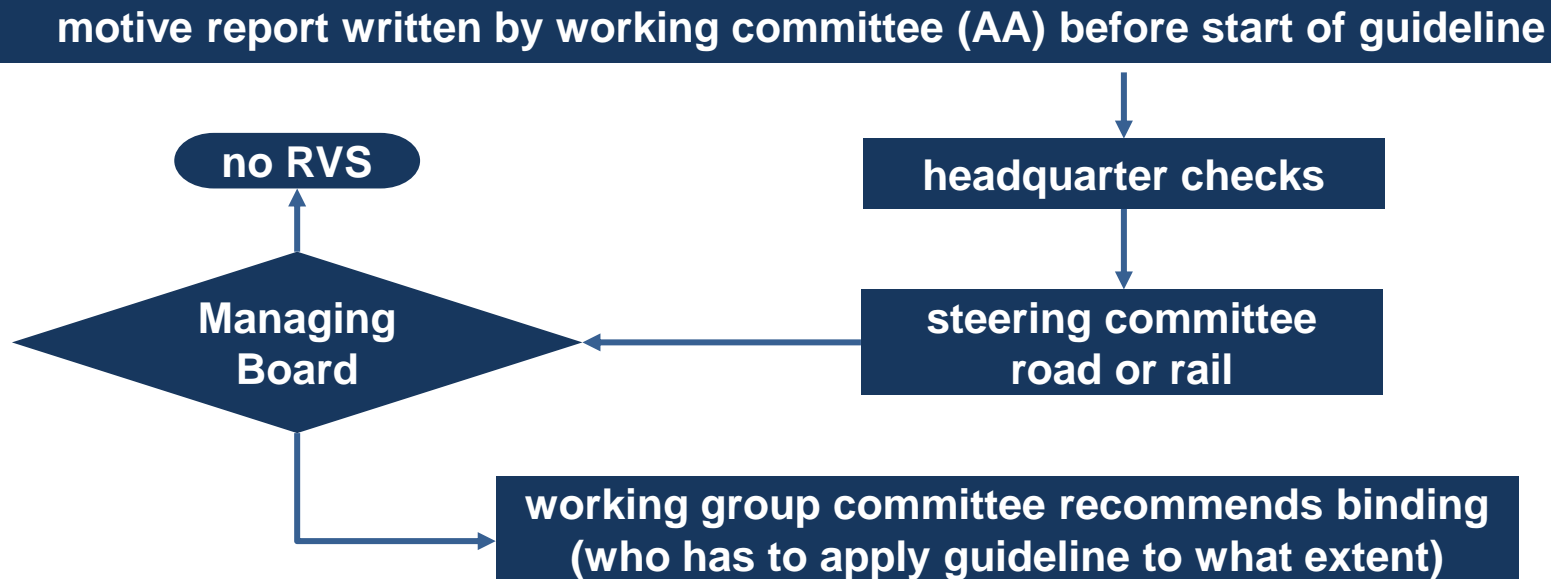 motive report written by working committee (AA) before start of guideline
no RVS
headquarter checks
Managing
Board
steering committee
road or rail
working group committee recommends binding
(who has to apply guideline to what extent)